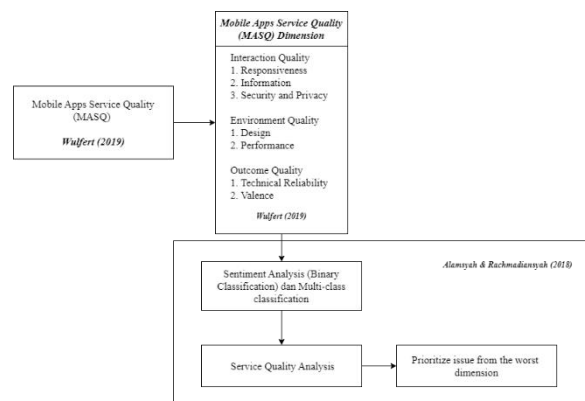 Mobile Apps Service Quality
(MASQ) Dimension
Interaction Quality
1. Responsiveness
2. Information
3. Security and Privacy
Environment Quality
1. Design
2. Performance
Outcome Quality
1. Technical Reliability
2. Valence
Wulfert (2019)
Mobile Apps Service Quality
(MASQ)
Wulfert (2019)
Alamsyah & Rachmadiansyah (2018)
Sentiment Analysis (Binary
Classification) dan Multi-class
classification
Service Quality Analysis
Prioritize issue from the worst
dimension